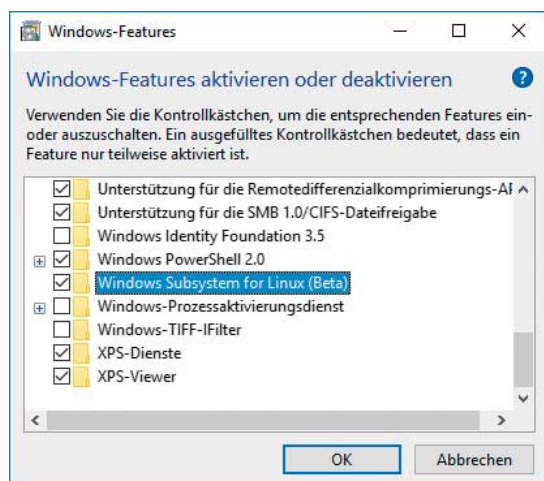 Windows-Features
Windows-Features aktivieren oder deaktivieren
Verwenden Sie die Kontrollkästchen, um die entsprechenden Features ein-
oder auszuschalten. Ein ausgefülltes Kontrollkästchen bedeutet, dass ein
Feature nur teilweise aktiviert ist.
Unterstützung für die Remotedifferenzialkomprimierungs-AP
Unterstützung für die SMB 1.0/CIFS-Dateifreigabe
Windows Identity Foundation 3.5
Windows PowerShell 2.0
Windows Subsystem for Linux (Beta)
Windows-Prozessaktivierungsdienst
Windows-TIFF-IFilter
XPS-Dienste
XPS-Viewer
OK Abbrechen